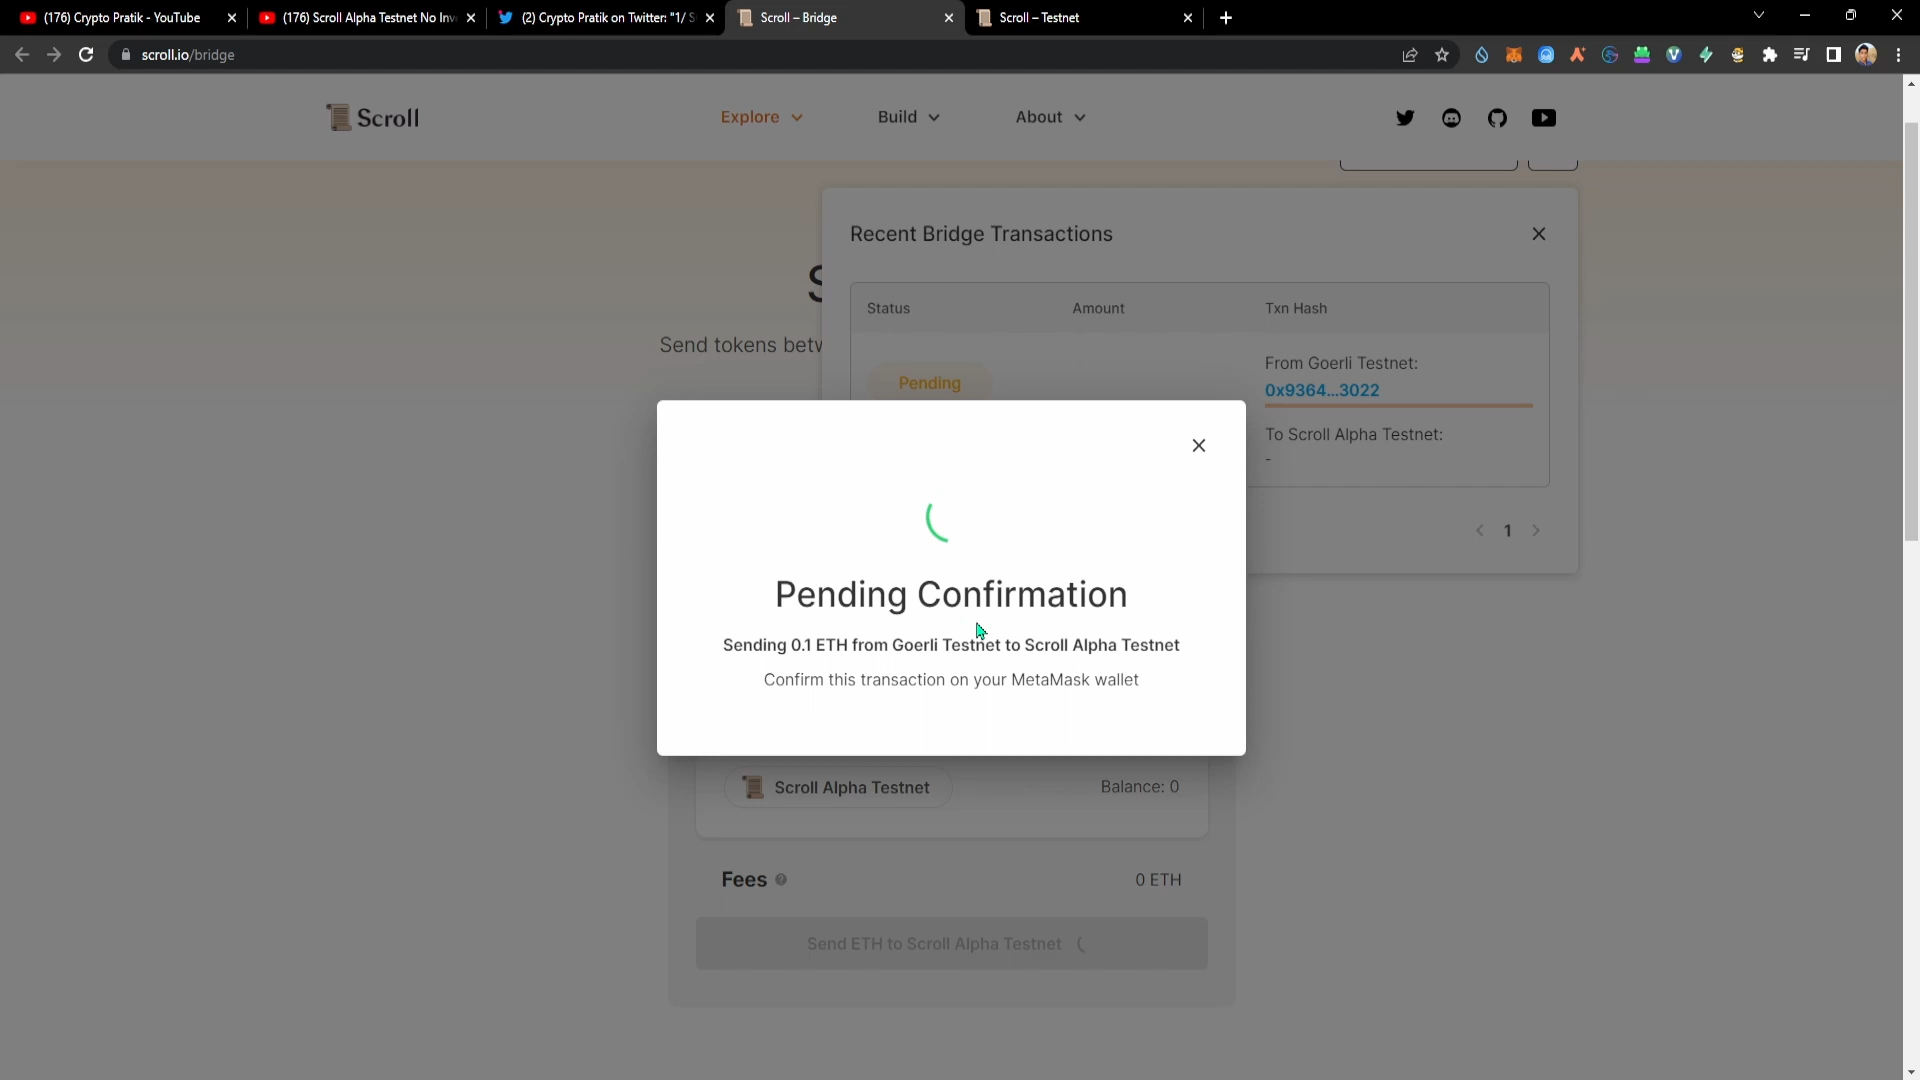 (176) Crypto Pratik - YouTube
(176) Scroll Alpha Testnet No Inv
(2) Crypto Pratik on Twitter: "1/ S
Scroll – Bridge
Scroll – Testnet
scroll.io/bridge
Scroll
Explore
Build
About
Recent Bridge Transactions
S
Status
Amount
Txn Hash
Send tokens betw
From Goerli Testnet:
Pending
0x9364...3022
To Scroll Alpha Testnet:
-
1
Pending Confirmation
Sending 0.1 ETH from Goerli Testnet to Scroll Alpha Testnet
Confirm this transaction on your MetaMask wallet
Scroll Alpha Testnet
Balance: 0
Fees
0 ETH
Send ETH to Scroll Alpha Testnet